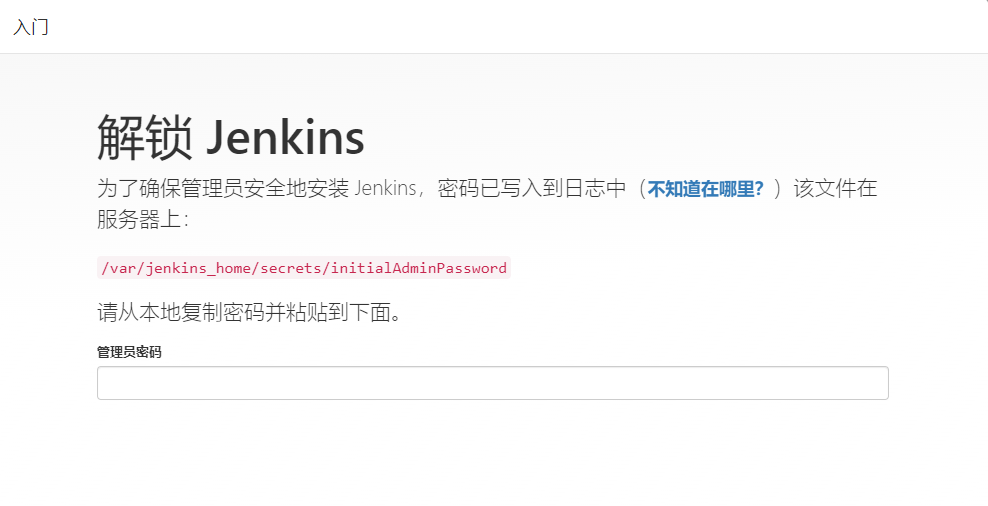 入门
解锁 Jenkins
为了确保管理员安全地安装 Jenkins，密码已写入到日志中（不知道在哪里？）该文件在
服务器上：
/var/jenkins_home/secrets/initialAdminPassword
请从本地复制密码并粘贴到下面。
管理员密码